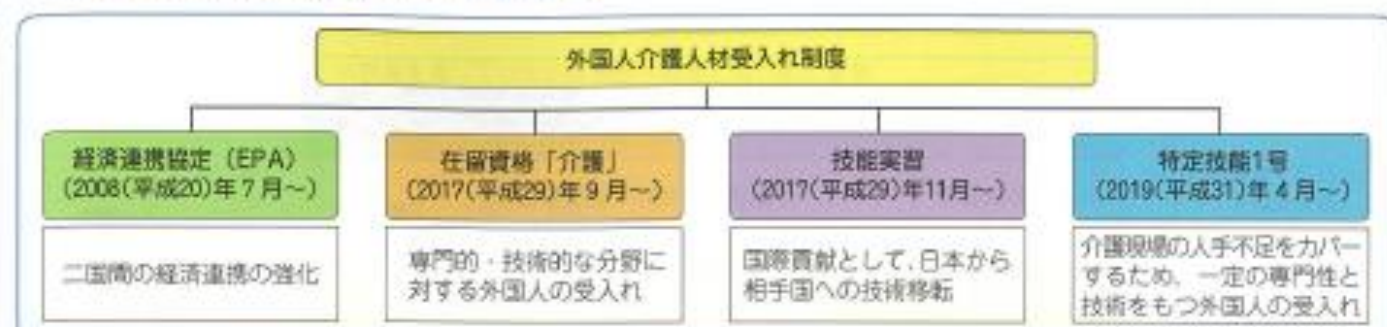 外国人介護人材受入れ制度
経済連携協定(EPA)
(2008(平成20)年7月~)
二国間の経済連携の強化
在留資格「介護」
(2017(平成29)年9月~)
専門的・技術的な分野に
対する外国人の受入れ
技能実習
(2017(平成29)年11月~)
国際貢献として、日本から
相手国への技術移転
特定技能1号
(2019(平成31)年4月~)
介護現場の人手不足をカバー
するため、一定の専門性と
技術をもつ外国人の受入れ